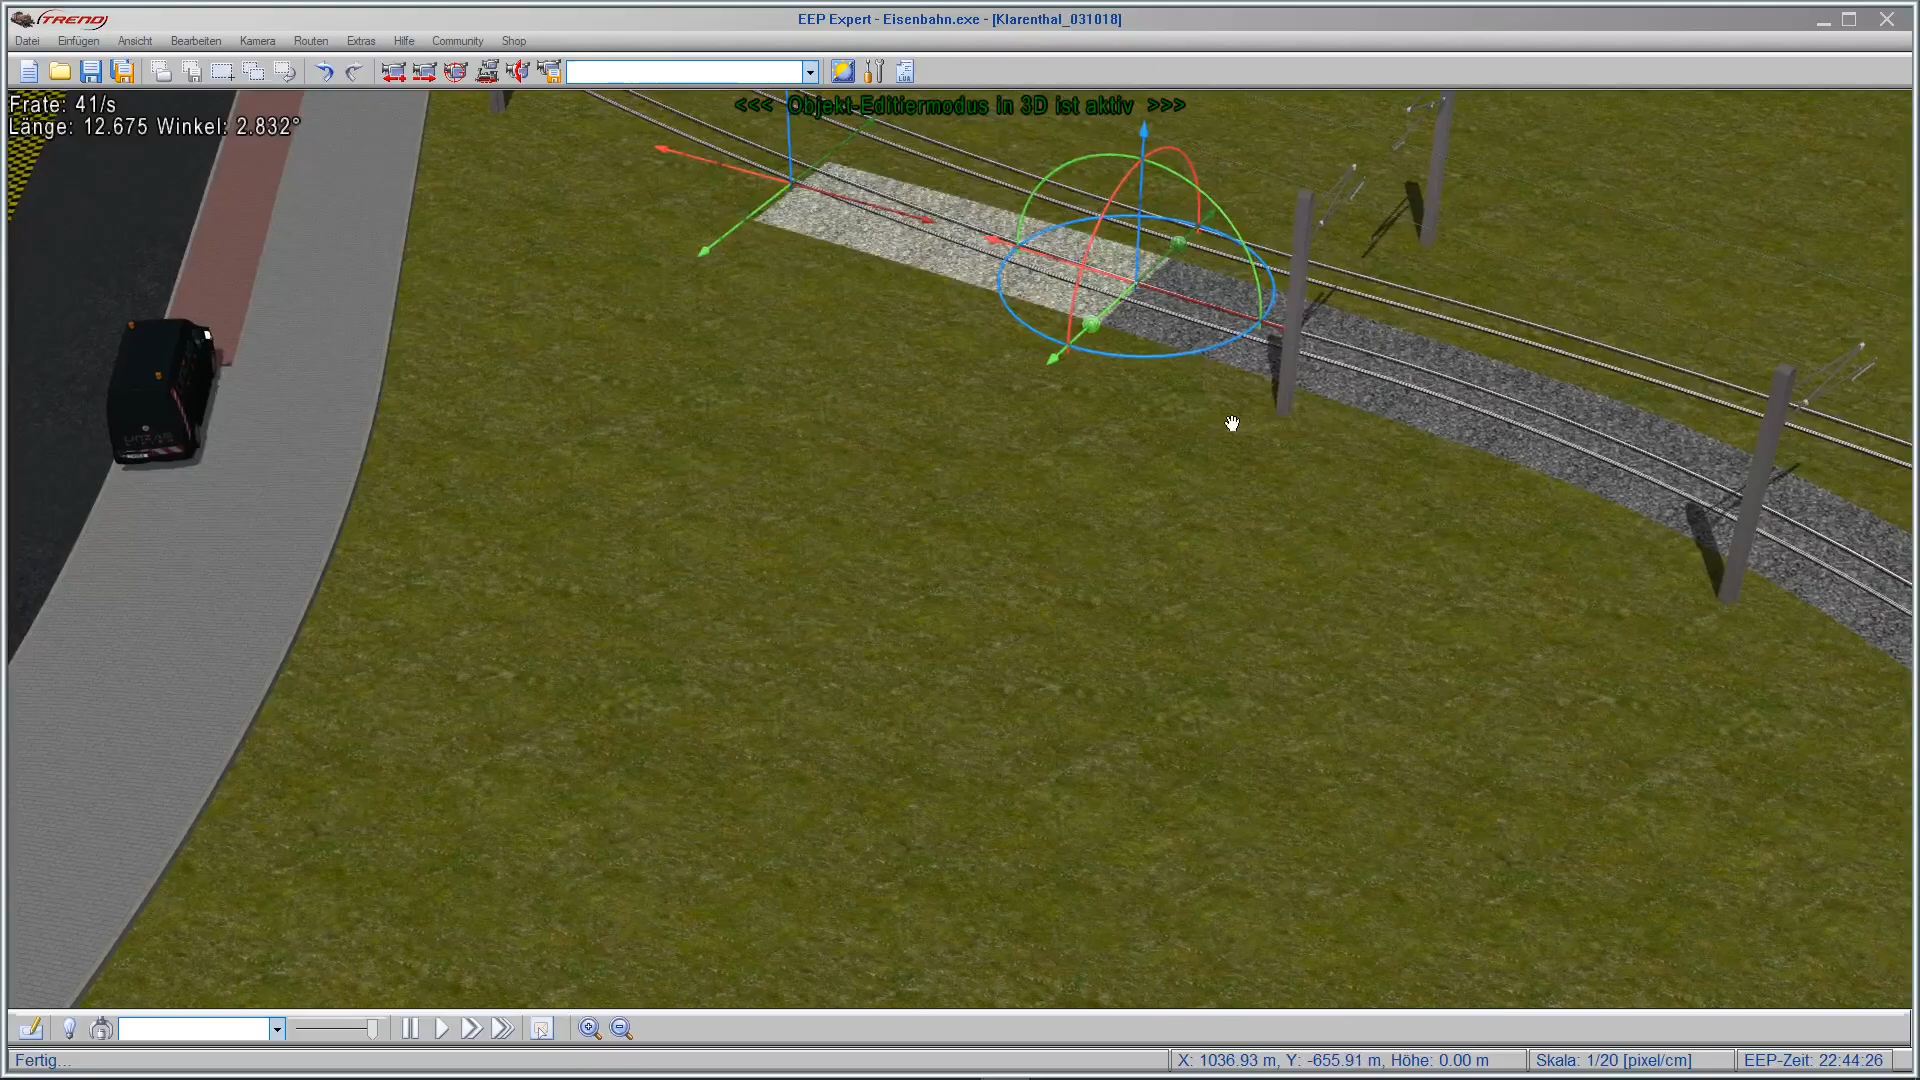 TREND
EEP Expert - Eisenbahn.exe - [Klarenthal_031018]
Datei Einfügen Ansicht Bearbeiten Kamera Routen Extras Hilfe Community Shop
LUA
Frate: 41/s
<<< Objekt-Editiermodus in 3D ist aktiv >>>
Länge: 12.675 Winkel: 2.832°
Fertig...
X: 1036.93 m, Y: -655.91 m, Höhe: 0.00 m
Skala: 1/20 [pixel/cm]
EEP-Zeit: 22:44:26